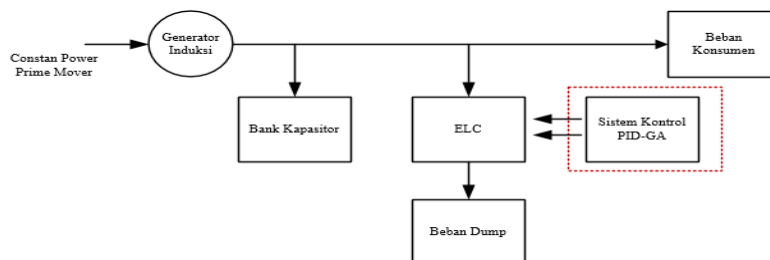 Generator
Induksi
Beban
Konsumen
Constan Power
Prime Mover
Bank Kapasitor
ELC
Sistem Kontrol
PID-GA
Beban Dump